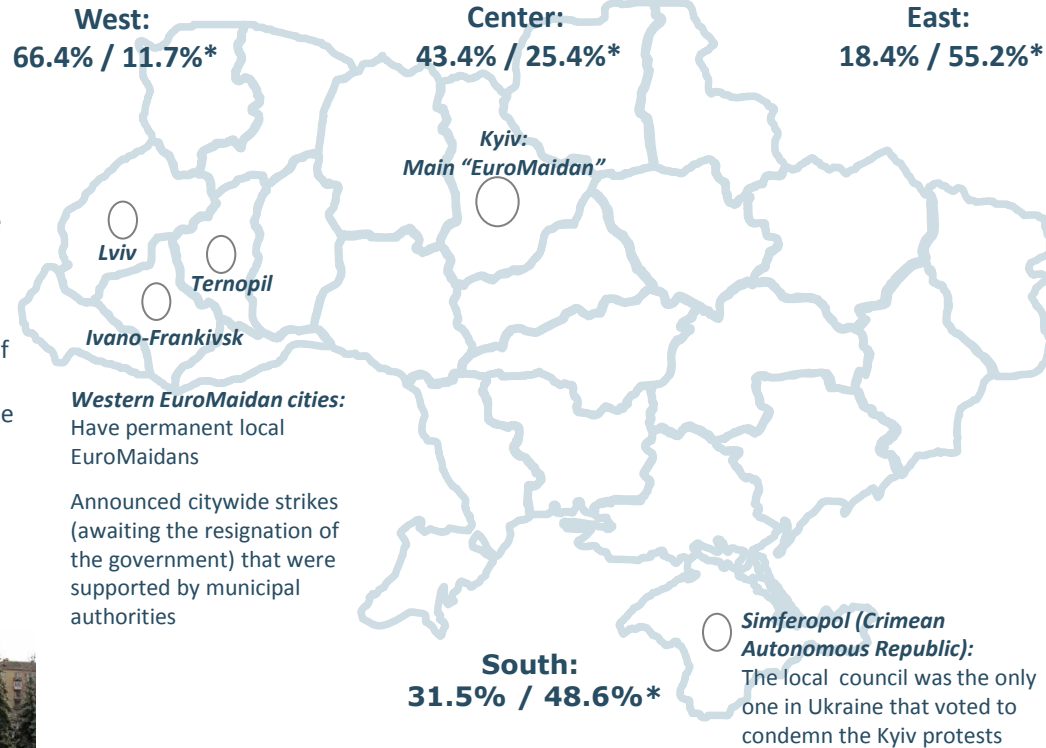 West:
66.4% / 11.7%*
Center:
43.4% / 25.4%*
East:
18.4% / 55.2%*
Kyiv:
Main “EuroMaidan”
Lviv
Ternopil
Ivano-Frankivsk
f
e
Western EuroMaidan cities:
Have permanent local
EuroMaidans
Announced citywide strikes
(awaiting the resignation of
the government) that were
supported by municipal
authorities
South:
31.5% / 48.6%*
Simferopol (Crimean
Autonomous Republic):
The local council was the only
one in Ukraine that voted to
condemn the Kyiv protests